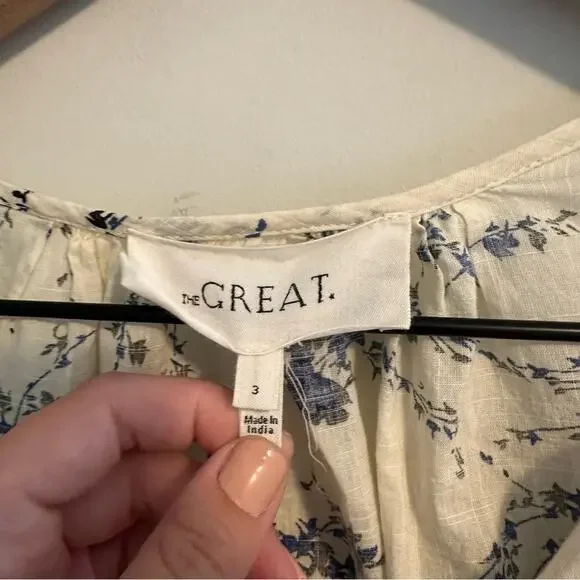 THE GREAT.
3
Made in
India